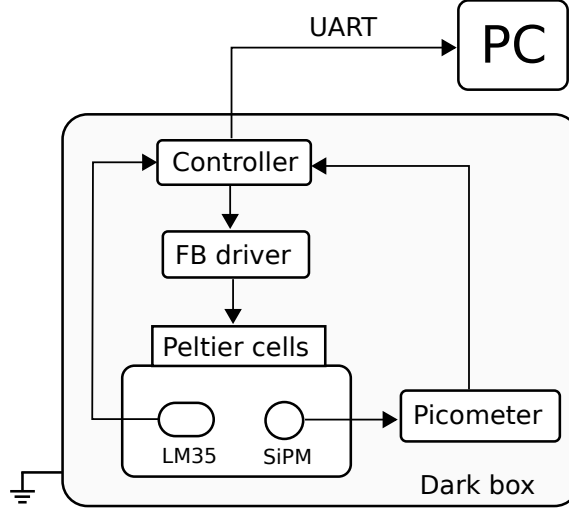 UART
PC
Controller
FB driver
Peltier cells
LM35
SiPM
Picometer
Dark box